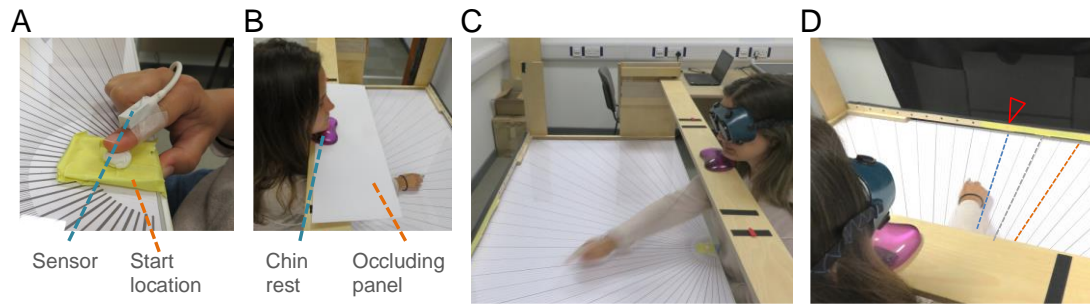 A
B
C
D
Sensor
Start
location
Chin
rest
Occluding
panel